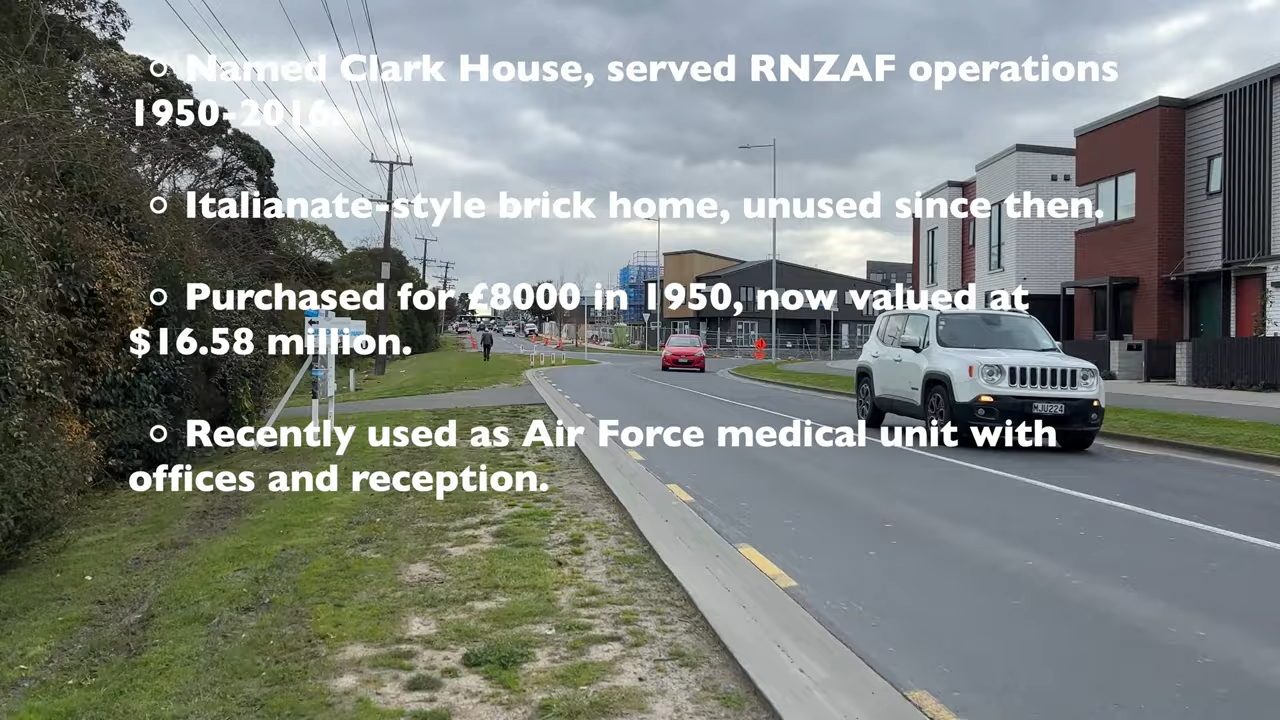 ○ Named Clark House, served RNZAF operations
1950-2016.
○ Italianate-style brick home, unused since then.
○ Purchased for £8000 in 1950, now valued at
$16.58 million.
○ Recently used as Air Force medical unit with
offices and reception.
MJU224